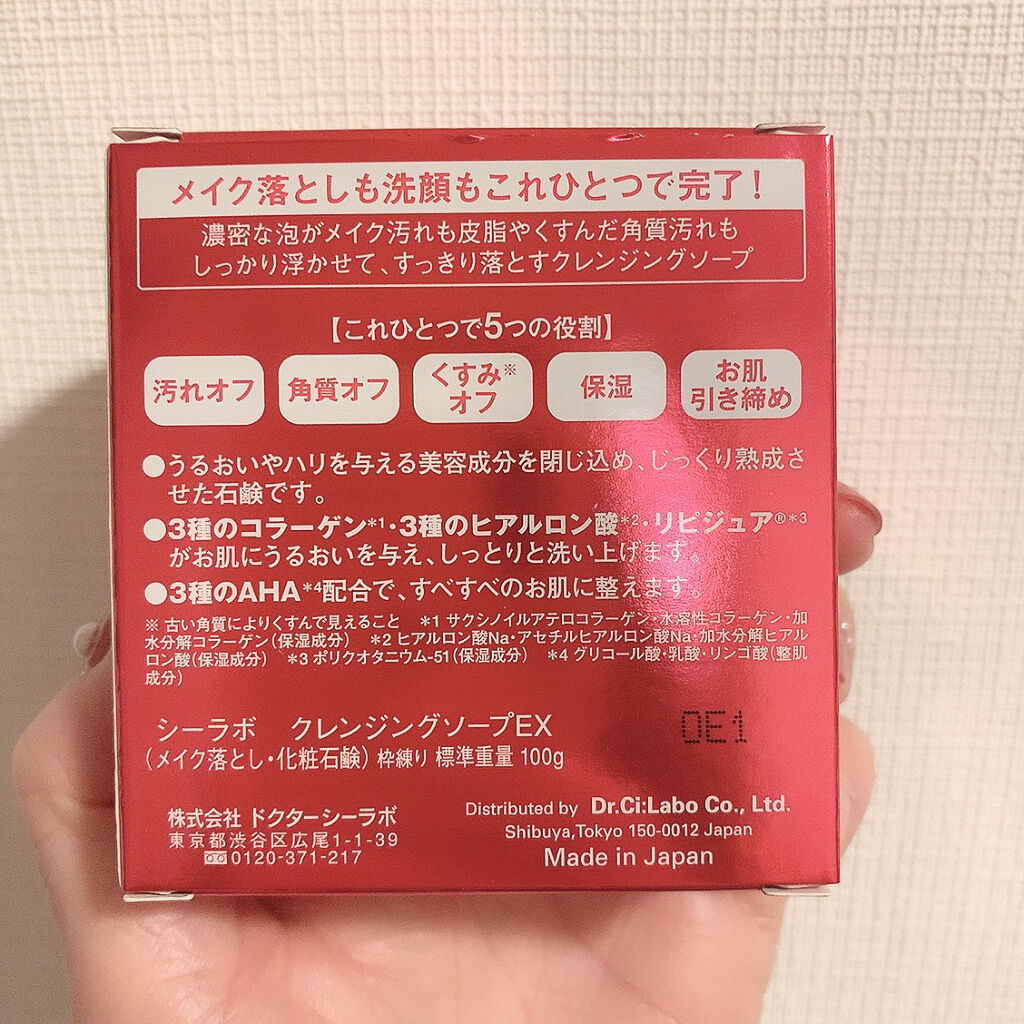 メイク落としも洗顔もこれひとつで完了!
濃密な泡がメイク汚れも皮脂やくすんだ角質汚れも
しっかり浮かせて、すっきり落とすクレンジングソープ
【これひとつで5つの役割】
汚れオフ
角質オフ
くすみ※
オフ
保湿
お肌
引き締め
●うるおいやハリを与える美容成分を閉じ込め、じっくり熟成さ
せた石鹸です。
●3種のコラーゲン*1・3種のヒアルロン酸*2・リピジュア®*3
がお肌にうるおいを与え、しっとりと洗い上げます。
●3種のAHA*4配合で、すべすべのお肌に整えます。
※ 古い角質によりくすんで見えること *1 サクシノイルアテロコラーゲン・水溶性コラーゲン・加
水分解コラーゲン(保湿成分) *2 ヒアルロン酸Na・アセチルヒアルロン酸Na・加水分解ヒアル
ロン酸(保湿成分) *3 ポリクオタニウム-51(保湿成分) *4 グリコール酸・乳酸・リンゴ酸(整肌
成分)
シーラボ クレンジングソープEX
(メイク落とし・化粧石鹸) 枠練り 標準重量 100g
0E1
株式会社 ドクターシーラボ
東京都渋谷区広尾1-1-39
0120-371-217
Distributed by Dr.Ci:Labo Co., Ltd.
Shibuya,Tokyo 150-0012 Japan
Made in Japan